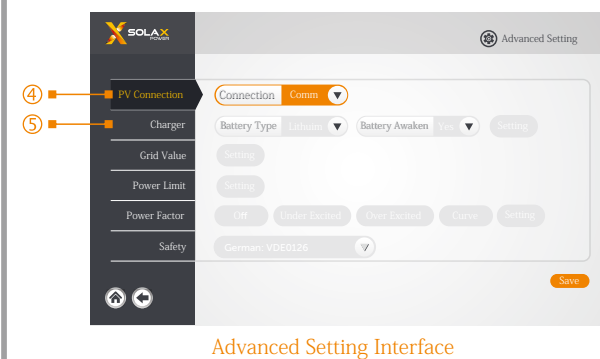 SOLAX
POWER
Advanced Setting
④ PV Connection Connection Comm
⑤ Charger Battery Type Lithium Battery Awaken Yes Setting
Grid Value Setting
Power Limit Setting
Power Factor Off Under Excited Over Excited Curve Setting
Safety German: VDE0126
Save
Advanced Setting Interface